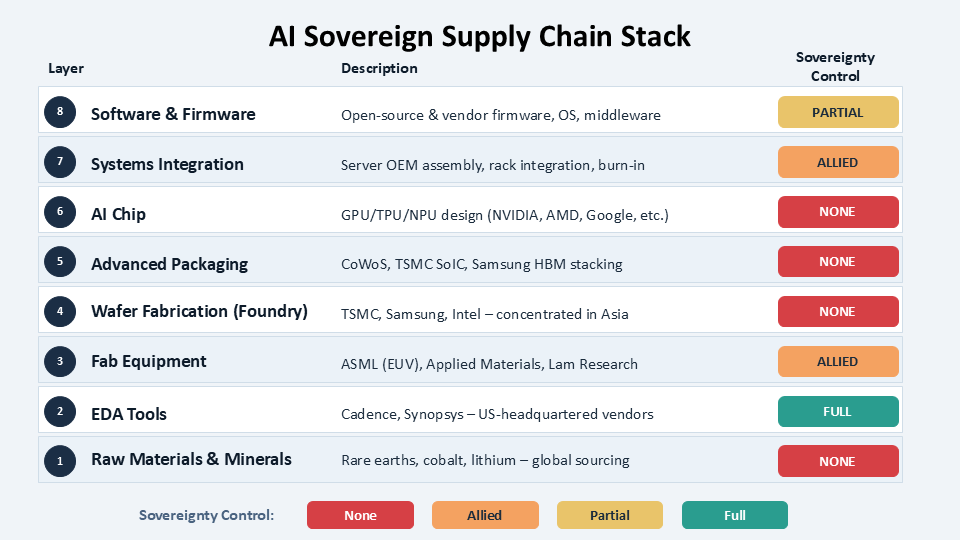 AI Sovereign Supply Chain Stack
Layer
Description
Sovereignty
Control
8 Software & Firmware Open-source & vendor firmware, OS, middleware PARTIAL
7 Systems Integration Server OEM assembly, rack integration, burn-in ALLIED
6 AI Chip GPU/TPU/NPU design (NVIDIA, AMD, Google, etc.) NONE
5 Advanced Packaging CoWoS, TSMC SoIC, Samsung HBM stacking NONE
4 Wafer Fabrication (Foundry) TSMC, Samsung, Intel – concentrated in Asia NONE
3 Fab Equipment ASML (EUV), Applied Materials, Lam Research ALLIED
2 EDA Tools Cadence, Synopsys – US-headquartered vendors FULL
1 Raw Materials & Minerals Rare earths, cobalt, lithium – global sourcing NONE
Sovereignty Control: None Allied Partial Full